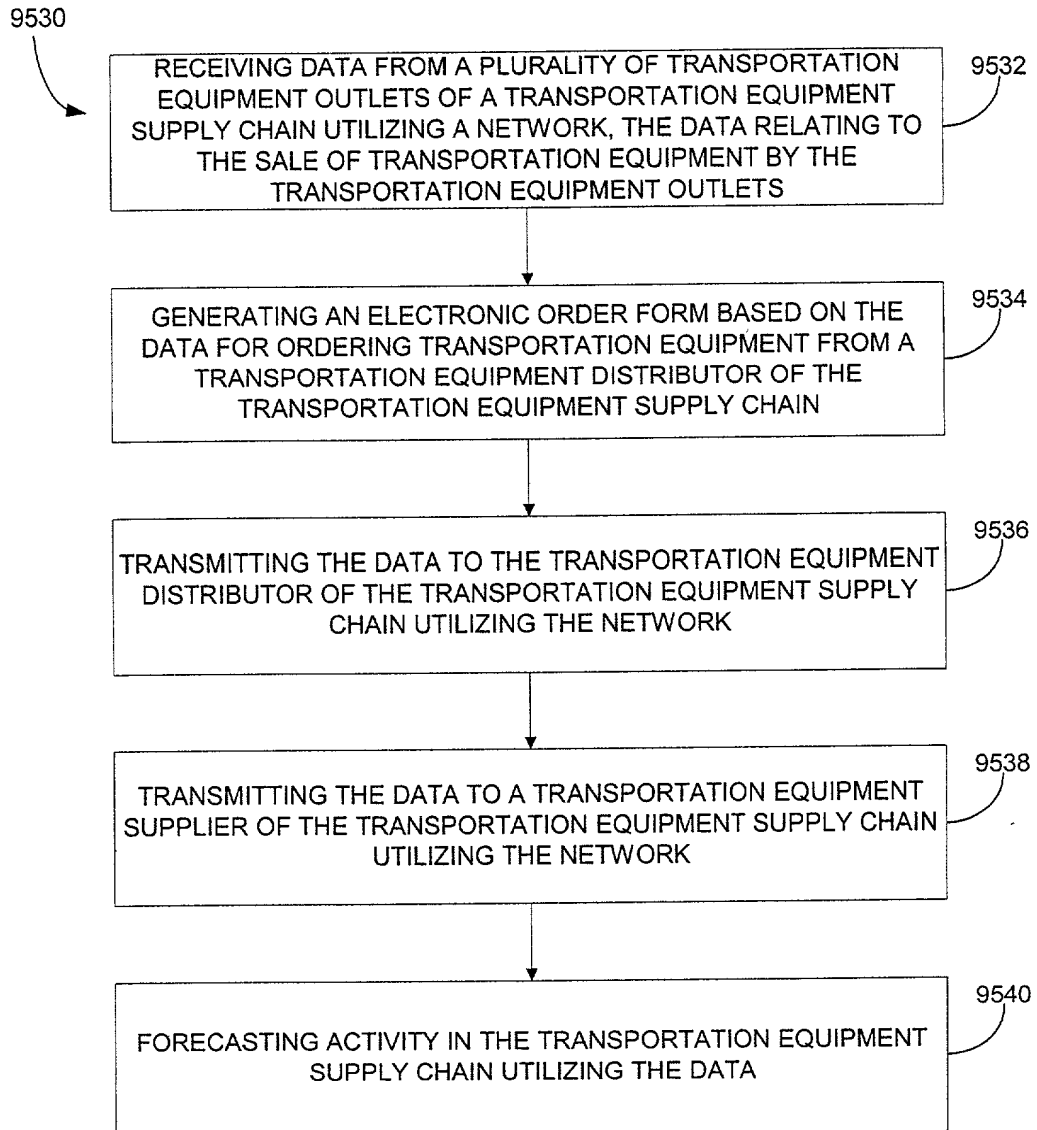 9530
RECEIVING DATA FROM A PLURALITY OF TRANSPORTATION
EQUIPMENT OUTLETS OF A TRANSPORTATION EQUIPMENT
SUPPLY CHAIN UTILIZING A NETWORK, THE DATA RELATING TO
THE SALE OF TRANSPORTATION EQUIPMENT BY THE
TRANSPORTATION EQUIPMENT OUTLETS
9532
GENERATING AN ELECTRONIC ORDER FORM BASED ON THE
DATA FOR ORDERING TRANSPORTATION EQUIPMENT FROM A
TRANSPORTATION EQUIPMENT DISTRIBUTOR OF THE
TRANSPORTATION EQUIPMENT SUPPLY CHAIN
9534
TRANSMITTING THE DATA TO THE TRANSPORTATION EQUIPMENT
DISTRIBUTOR OF THE TRANSPORTATION EQUIPMENT SUPPLY
CHAIN UTILIZING THE NETWORK
9536
TRANSMITTING THE DATA TO A TRANSPORTATION EQUIPMENT
SUPPLIER OF THE TRANSPORTATION EQUIPMENT SUPPLY CHAIN
UTILIZING THE NETWORK
9538
FORECASTING ACTIVITY IN THE TRANSPORTATION EQUIPMENT
SUPPLY CHAIN UTILIZING THE DATA
9540